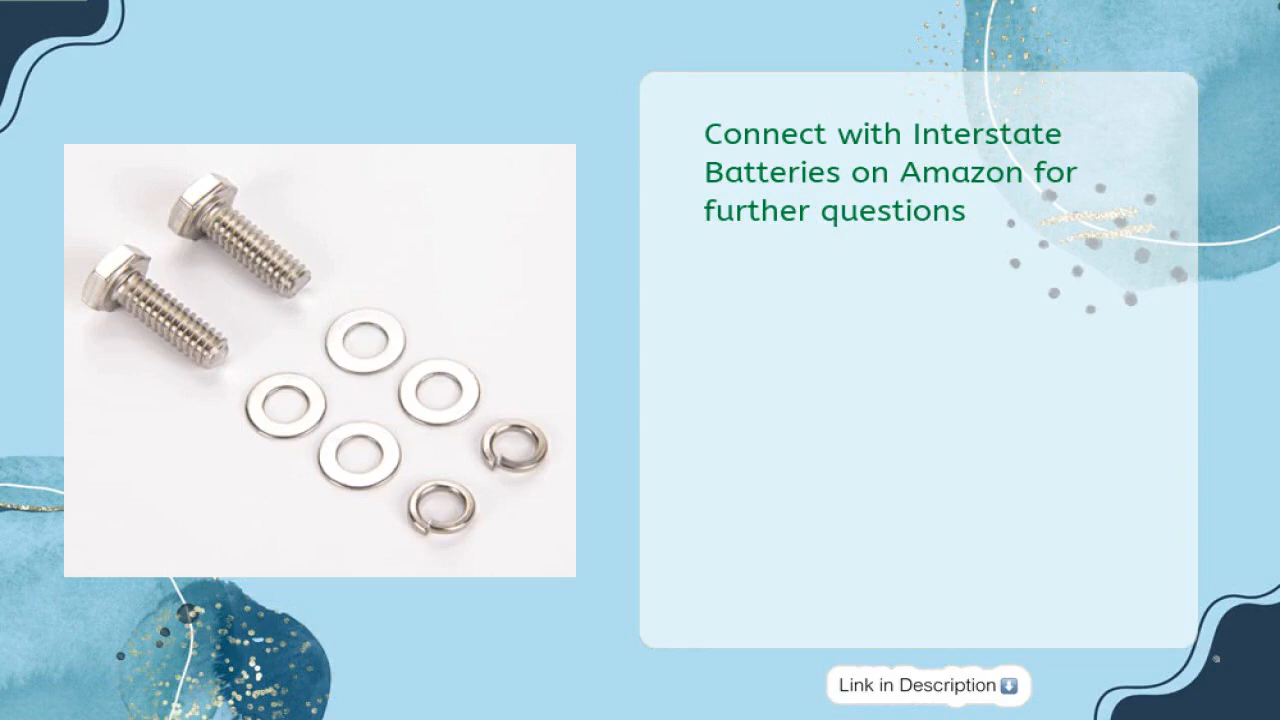 Connect with Interstate
Batteries on Amazon for
further questions
Link in Description ⬇️